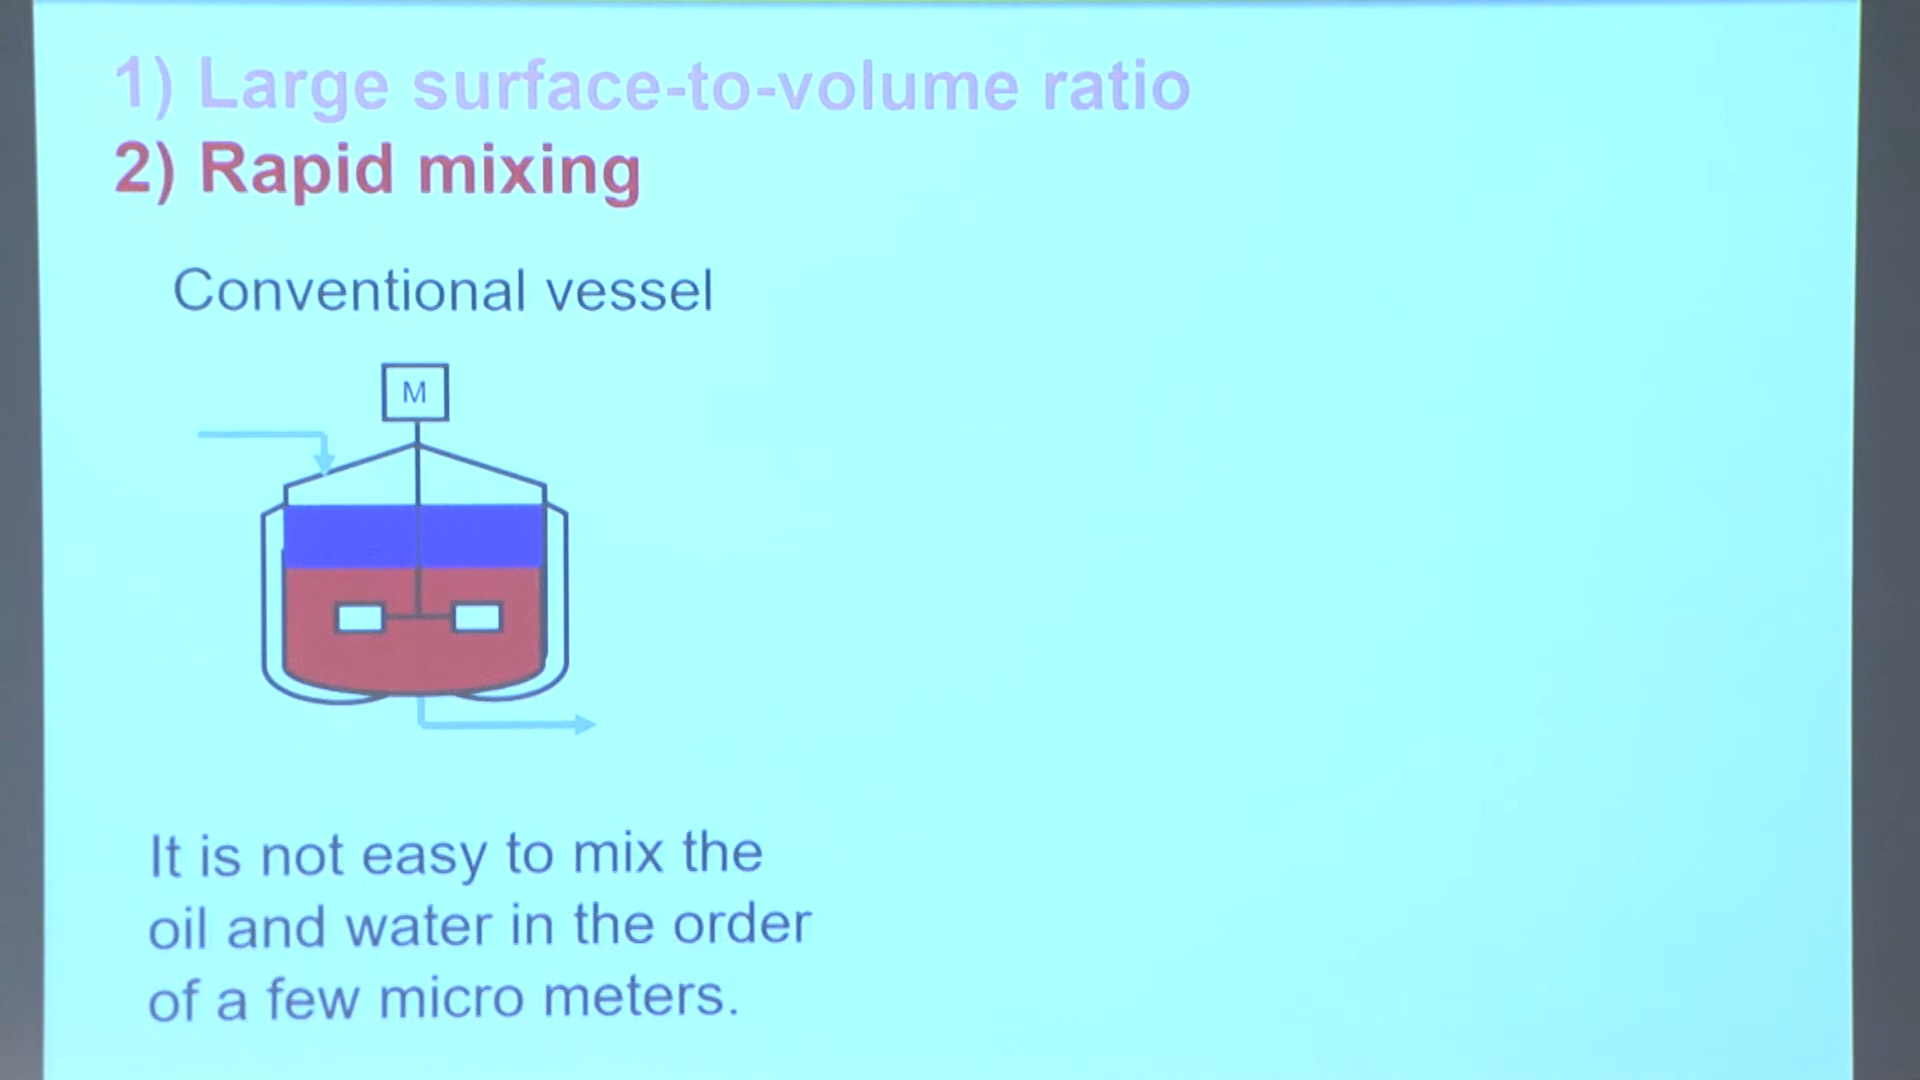 1) Large surface-to-volume ratio
2) Rapid mixing
Conventional vessel
M
It is not easy to mix the
oil and water in the order
of a few micro meters.